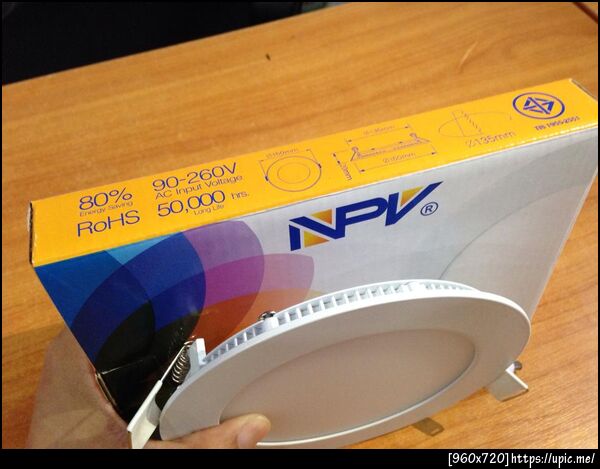 80%
Energy Saving
RoHS
90-260V
AC Input Voltage
50,000 hrs.
Long Life
Ø135mm
NPV®
[960x720]https://upic.me/